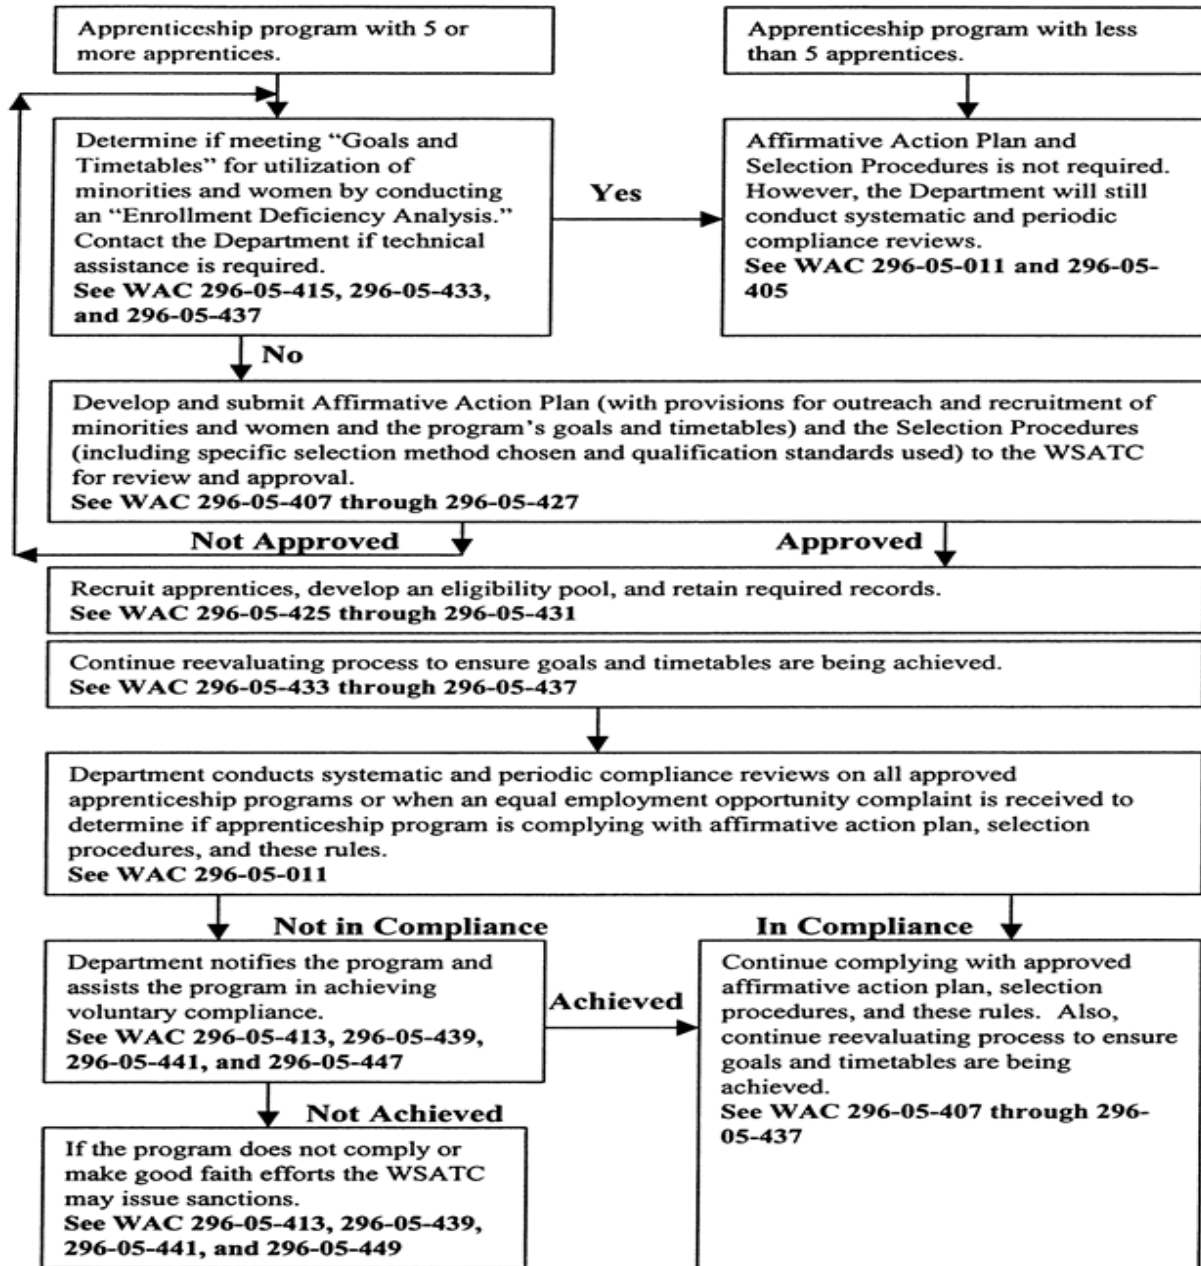 Apprenticeship program with 5 or
more apprentices.
Apprenticeship program with less
than 5 apprentices.
Determine if meeting “Goals and
Timetables” for utilization of
minorities and women by conducting
an “Enrollment Deficiency Analysis.”
Contact the Department if technical
assistance is required.
See WAC 296-05-415, 296-05-433,
and 296-05-437
Yes
Affirmative Action Plan and
Selection Procedures is not required.
However, the Department will still
conduct systematic and periodic
compliance reviews.
See WAC 296-05-011 and 296-05-
405
No
Develop and submit Affirmative Action Plan (with provisions for outreach and recruitment of
minorities and women and the program’s goals and timetables) and the Selection Procedures
(including specific selection method chosen and qualification standards used) to the WSATC
for review and approval.
See WAC 296-05-407 through 296-05-427
Not Approved
Approved
Recruit apprentices, develop an eligibility pool, and retain required records.
See WAC 296-05-425 through 296-05-431
Continue reevaluating process to ensure goals and timetables are being achieved.
See WAC 296-05-433 through 296-05-437
Department conducts systematic and periodic compliance reviews on all approved
apprenticeship programs or when an equal employment opportunity complaint is received to
determine if apprenticeship program is complying with affirmative action plan, selection
procedures, and these rules.
See WAC 296-05-011
Not in Compliance
In Compliance
Department notifies the program and
assists the program in achieving
voluntary compliance.
See WAC 296-05-413, 296-05-439,
296-05-441, and 296-05-447
Achieved
Continue complying with approved
affirmative action plan, selection
procedures, and these rules. Also,
continue reevaluating process to ensure
goals and timetables are being
achieved.
See WAC 296-05-407 through 296-
05-437
Not Achieved
If the program does not comply or
make good faith efforts the WSATC
may issue sanctions.
See WAC 296-05-413, 296-05-439,
296-05-441, and 296-05-449